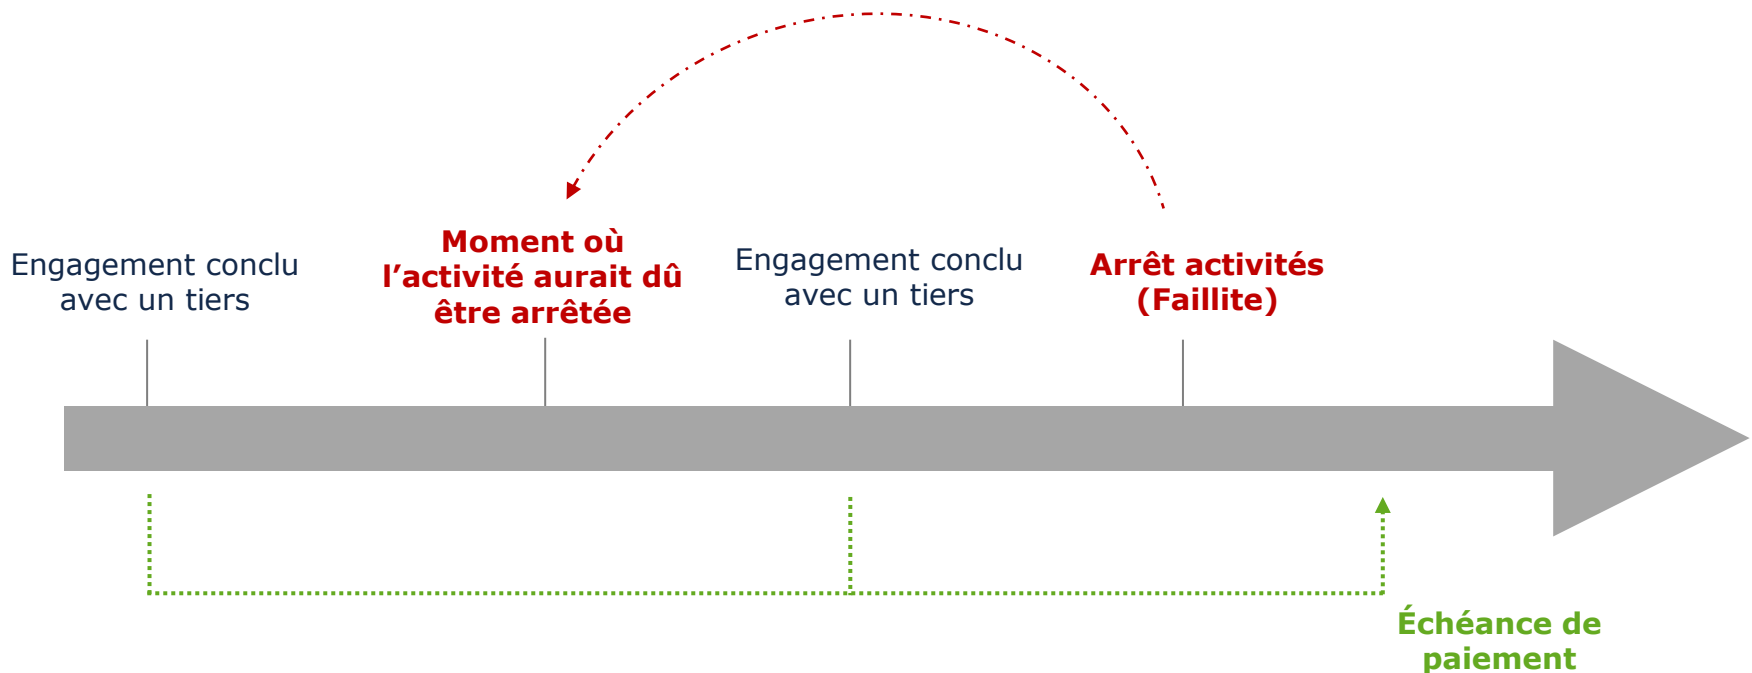 Engagement conclu
avec un tiers
Moment où
l’activité aurait dû
être arrêtée
Engagement conclu
avec un tiers
Arrêt activités
(Faillite)
Échéance de
paiement